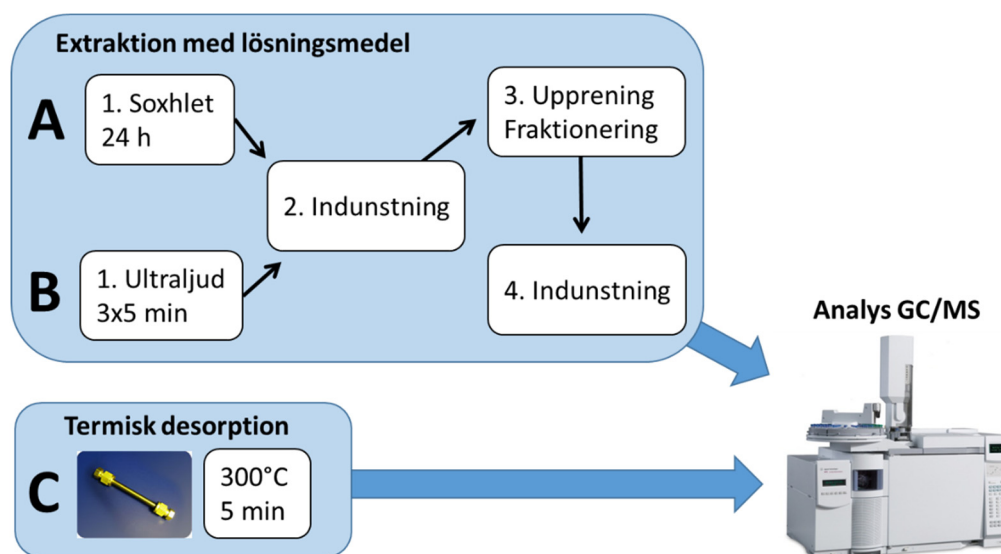 Extraktion med lösningsmedel
A
1. Soxhlet
24 h
B
1. Ultraljud
3x5 min
2. Indunstning
3. Upprening
Fraktionering
4. Indunstning
Analys GC/MS
Termisk desorption
C
300°C
5 min